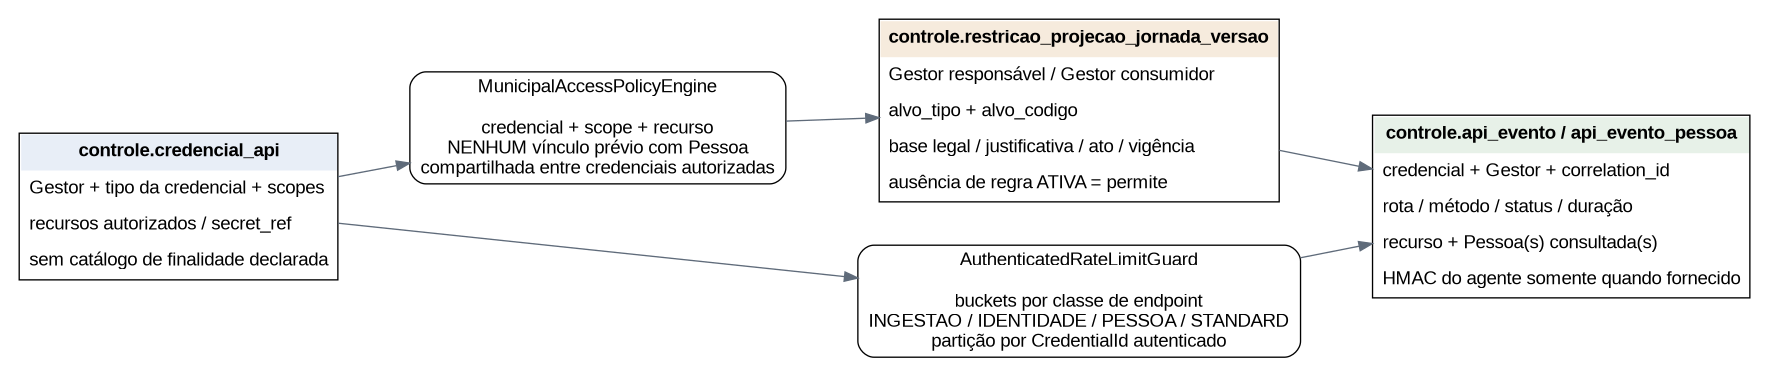 controle.credencial_api
Gestor + tipo da credencial + scopes
recursos autorizados / secret_ref
sem catálogo de finalidade declarada
MunicipalAccessPolicyEngine
credencial + scope + recurso
NENHUM vínculo prévio com Pessoa
compartilhada entre credenciais autorizadas
controle.restricao_projecao_jornada_versao
Gestor responsável / Gestor consumidor
alvo_tipo + alvo_codigo
base legal / justificativa / ato / vigência
ausência de regra ATIVA = permite
AuthenticatedRateLimitGuard
buckets por classe de endpoint
INGESTAO / IDENTIDADE / PESSOA / STANDARD
partição por CredentialId autenticado
controle.api_evento / api_evento_pessoa
credencial + Gestor + correlation_id
rota / método / status / duração
recurso + Pessoa(s) consultada(s)
HMAC do agente somente quando fornecido